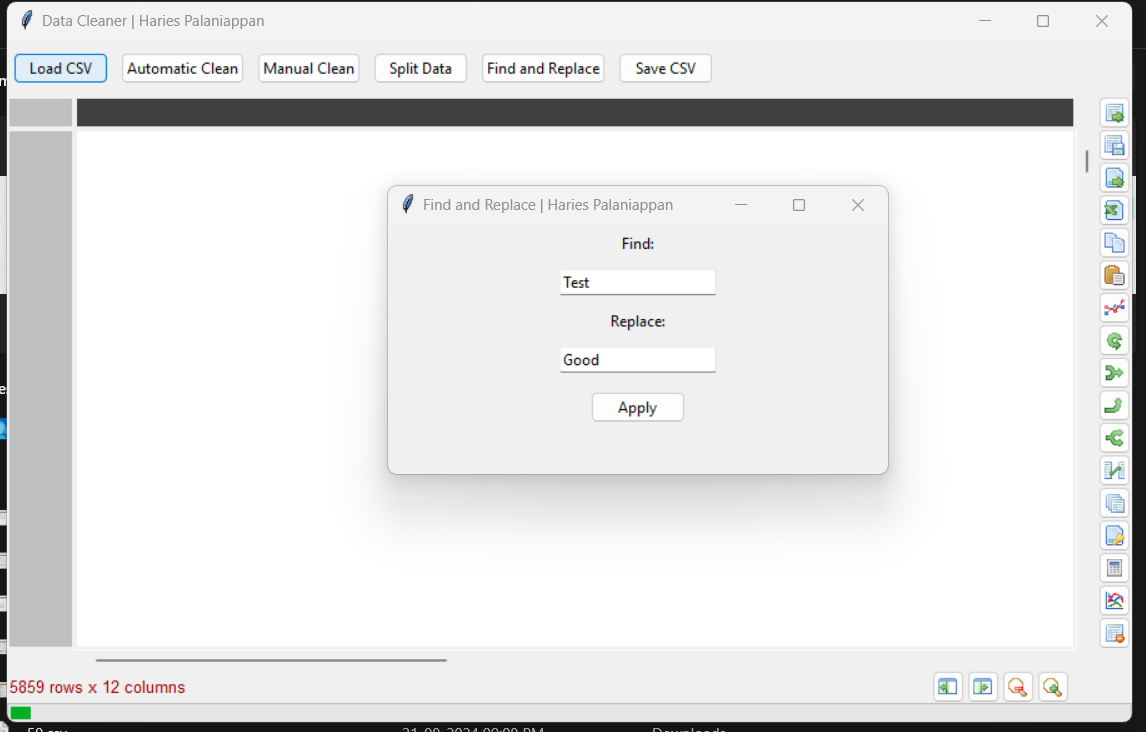 Data Cleaner | Haries Palaniappan
Load CSV Automatic Clean Manual Clean Split Data Find and Replace Save CSV
Find and Replace | Haries Palaniappan
Find:
Test
Replace:
Good
Apply
5859 rows x 12 columns